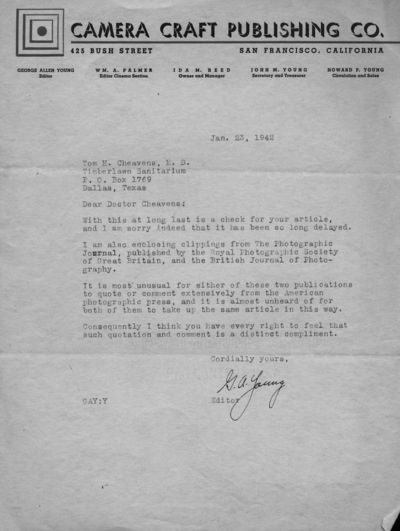 CAMERA CRAFT PUBLISHING CO.
425 BUSH STREET SAN FRANCISCO, CALIFORNIA
GEORGE ALLEN YOUNG WM. A. PALMER IDA M. REED JOHN M. YOUNG HOWARD P. YOUNG
Editor Editor Cinema Section Owner and Manager Secretary and Treasurer Circulation and Sales
Jan. 23, 1942
Tom H. Cheavens, M. D.
Timberlawn Sanitarium
P. O. Box 1769
Dallas, Texas
Dear Doctor Cheavens:
With this at long last is a check for your article,
and I am sorry indeed that it has been so long delayed.
I am also enclosing clippings from The Photographic
Journal, published by the Royal Photographic Society
of Great Britain, and the British Journal of Photo-
graphy.
It is most unusual for either of these two publications
to quote or comment extensively from the American
photographic press, and it is almost unheard of for
both of them to take up the same article in this way.
Consequently I think you have every right to feel that
such quotation and comment is a distinct compliment.
Cordially yours,
G.A. Young
GAY:Y Editor